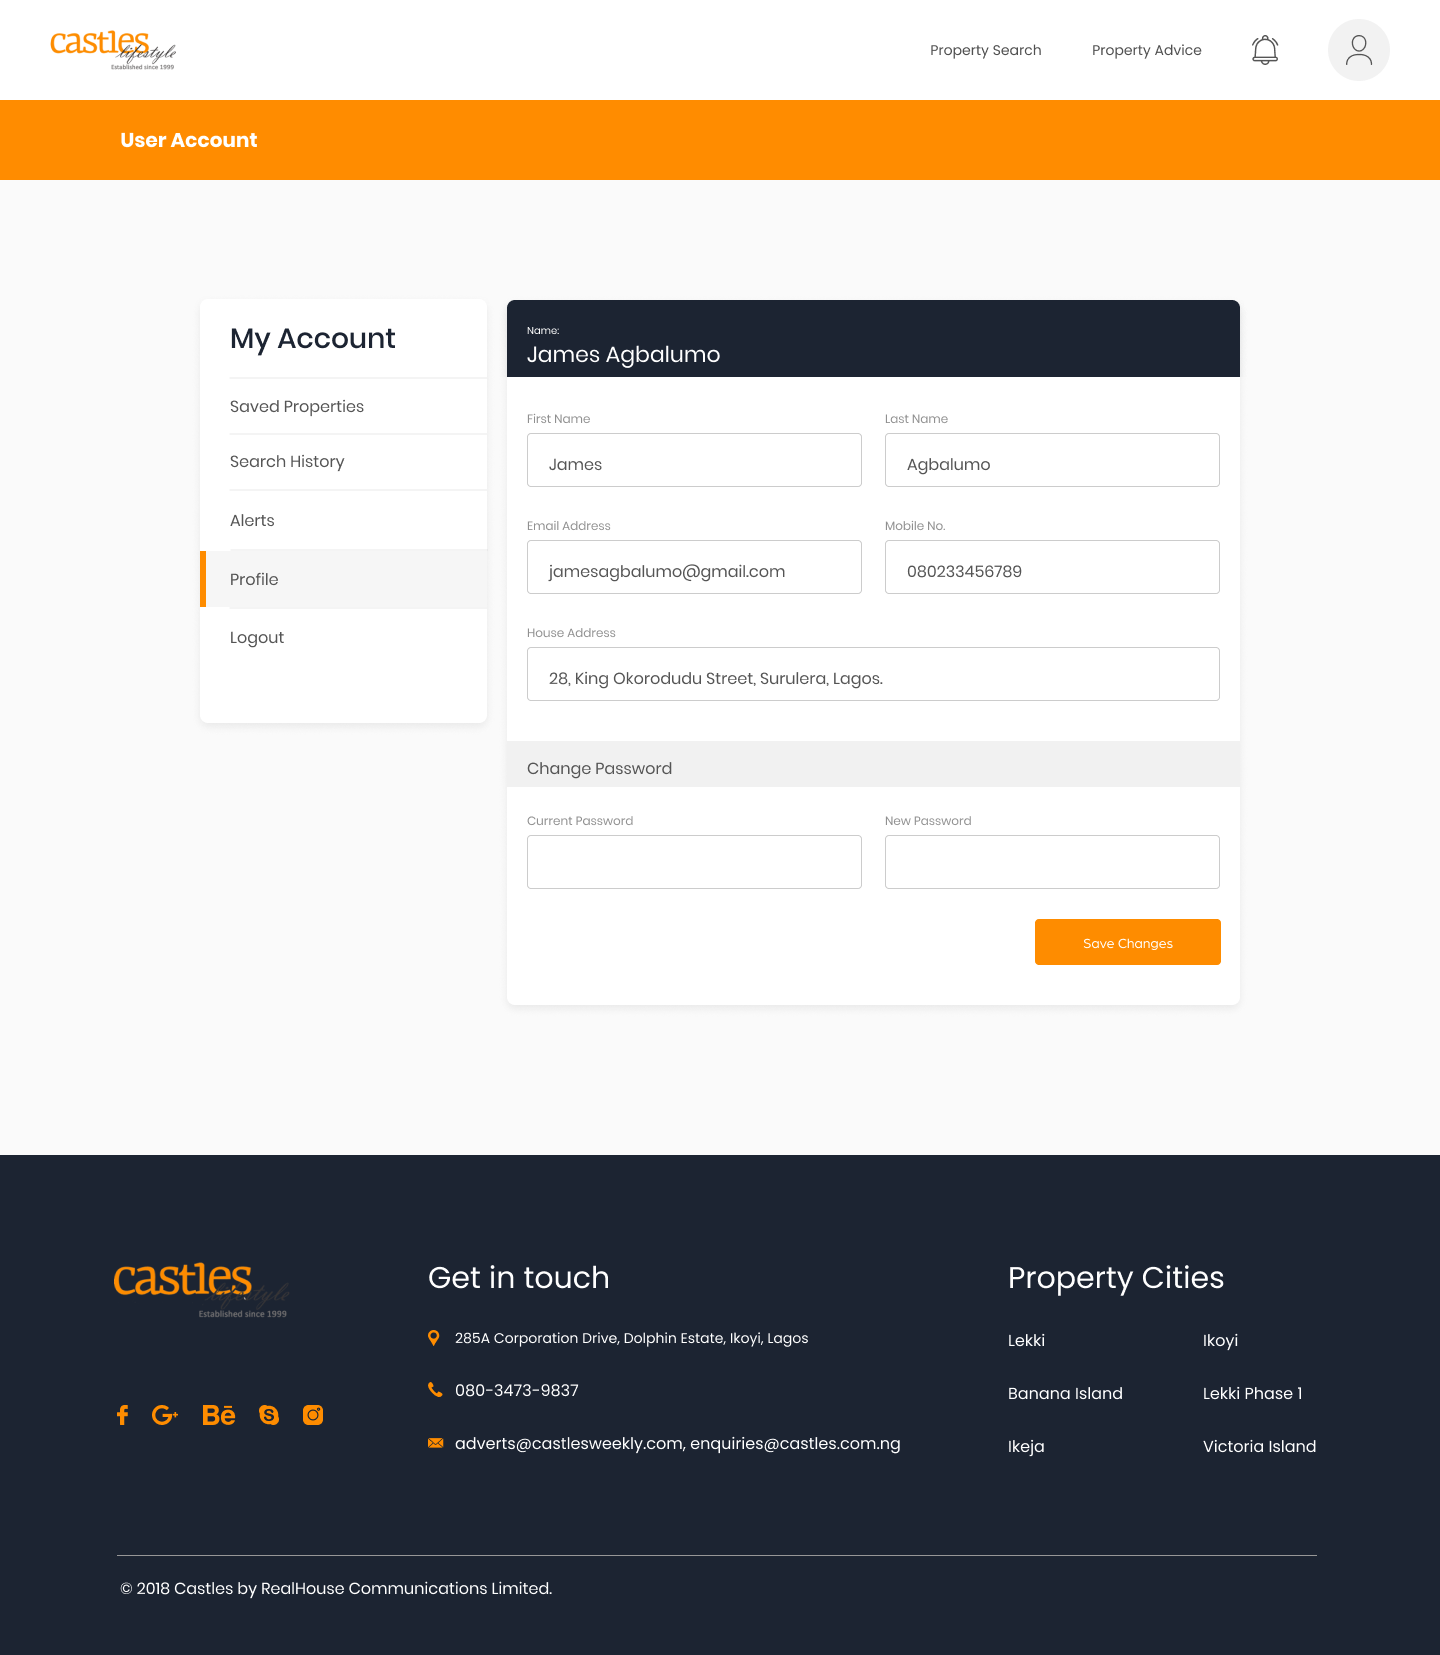 castles
lifestyle
Established since 1999
Property Search
Property Advice
User Account
My Account
Saved Properties
Search History
Alerts
Profile
Logout
Name:
James Agbalumo
First Name
Last Name
James
Agbalumo
Email Address
Mobile No.
jamesagbalumo@gmail.com
080233456789
House Address
28, King Okorodudu Street, Surulera, Lagos.
Change Password
Current Password
New Password
Save Changes
castles
lifestyle
Established since 1999
Bē
Get in touch
285A Corporation Drive, Dolphin Estate, Ikoyi, Lagos
080-3473-9837
adverts@castlesweekly.com, enquiries@castles.com.ng
Property Cities
Lekki
Ikoyi
Banana Island
Lekki Phase 1
Ikeja
Victoria Island
© 2018 Castles by RealHouse Communications Limited.